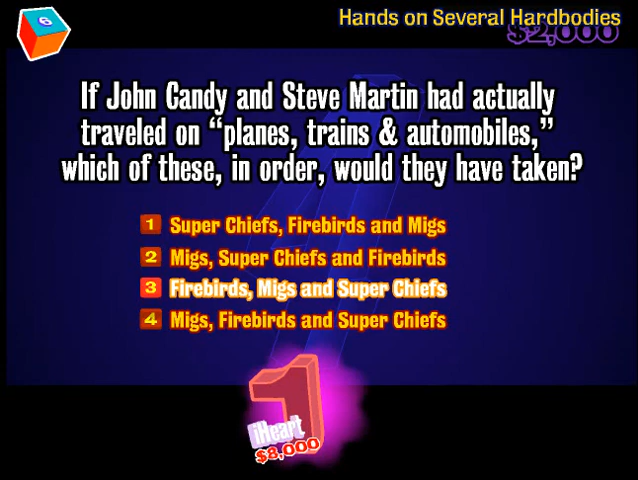 6
Hands on Several Hardbodies
$2,000
If John Candy and Steve Martin had actually
traveled on “planes, trains & automobiles,”
which of these, in order, would they have taken?
1 Super Chiefs, Firebirds and Migs
2 Migs, Super Chiefs and Firebirds
3 Firebirds, Migs and Super Chiefs
4 Migs, Firebirds and Super Chiefs
1
iHeart
$8,000